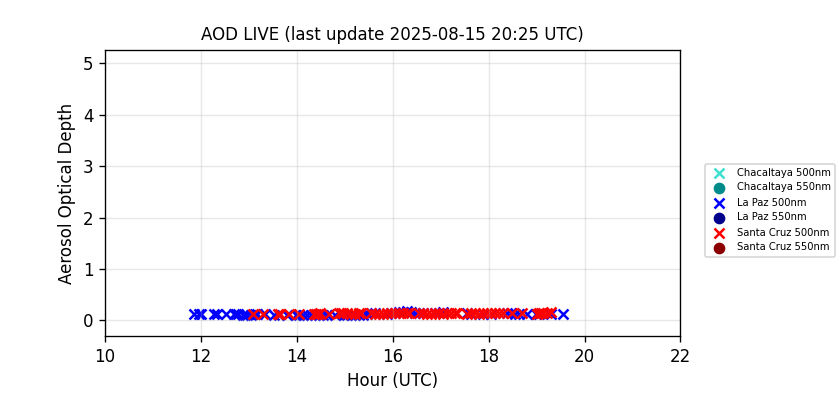 AOD LIVE (last update 2025-08-15 20:25 UTC)
Aerosol Optical Depth
5
4
3
2
1
0
10 12 14 16 18 20 22
Hour (UTC)
Chacaltaya 500nm
Chacaltaya 550nm
La Paz 500nm
La Paz 550nm
Santa Cruz 500nm
Santa Cruz 550nm